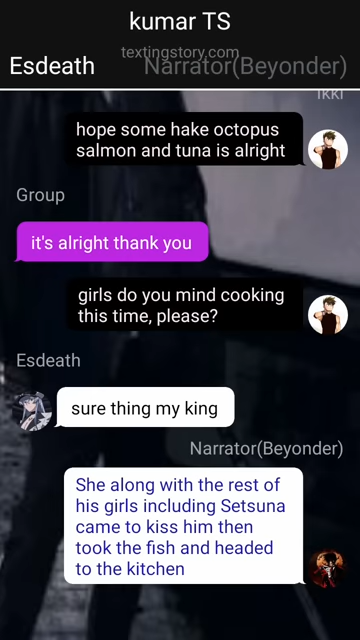 kumar TS
textingstory.com
Esdeath
Narrator(Beyonder)
Ikki
hope some hake octopus
salmon and tuna is alright
Group
it's alright thank you
girls do you mind cooking
this time, please?
Esdeath
sure thing my king
Narrator(Beyonder)
She along with the rest of
his girls including Setsuna
came to kiss him then
took the fish and headed
to the kitchen